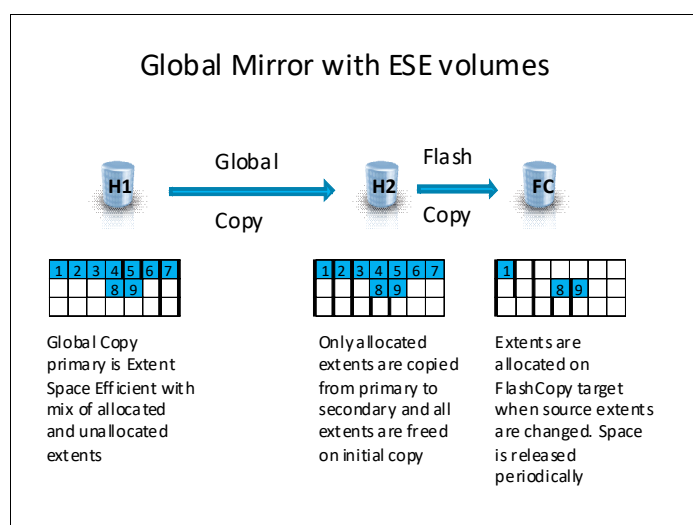 Global Mirror with ESE volumes
Global
Flash
H1
H2
FC
Copy
Copy
1 2 3 4 5 6 7
8 9
1 2 3 4 5 6 7
8 9
1
8 9
Global Copy
primary is Extent
Space Efficient with
mix of allocated
and unallocated
extents
Only allocated
extents are copied
from primary to
secondary and all
extents are freed
on initial copy
Extents are
allocated on
FlashCopy target
when source extents
are changed. Space
is released
periodically